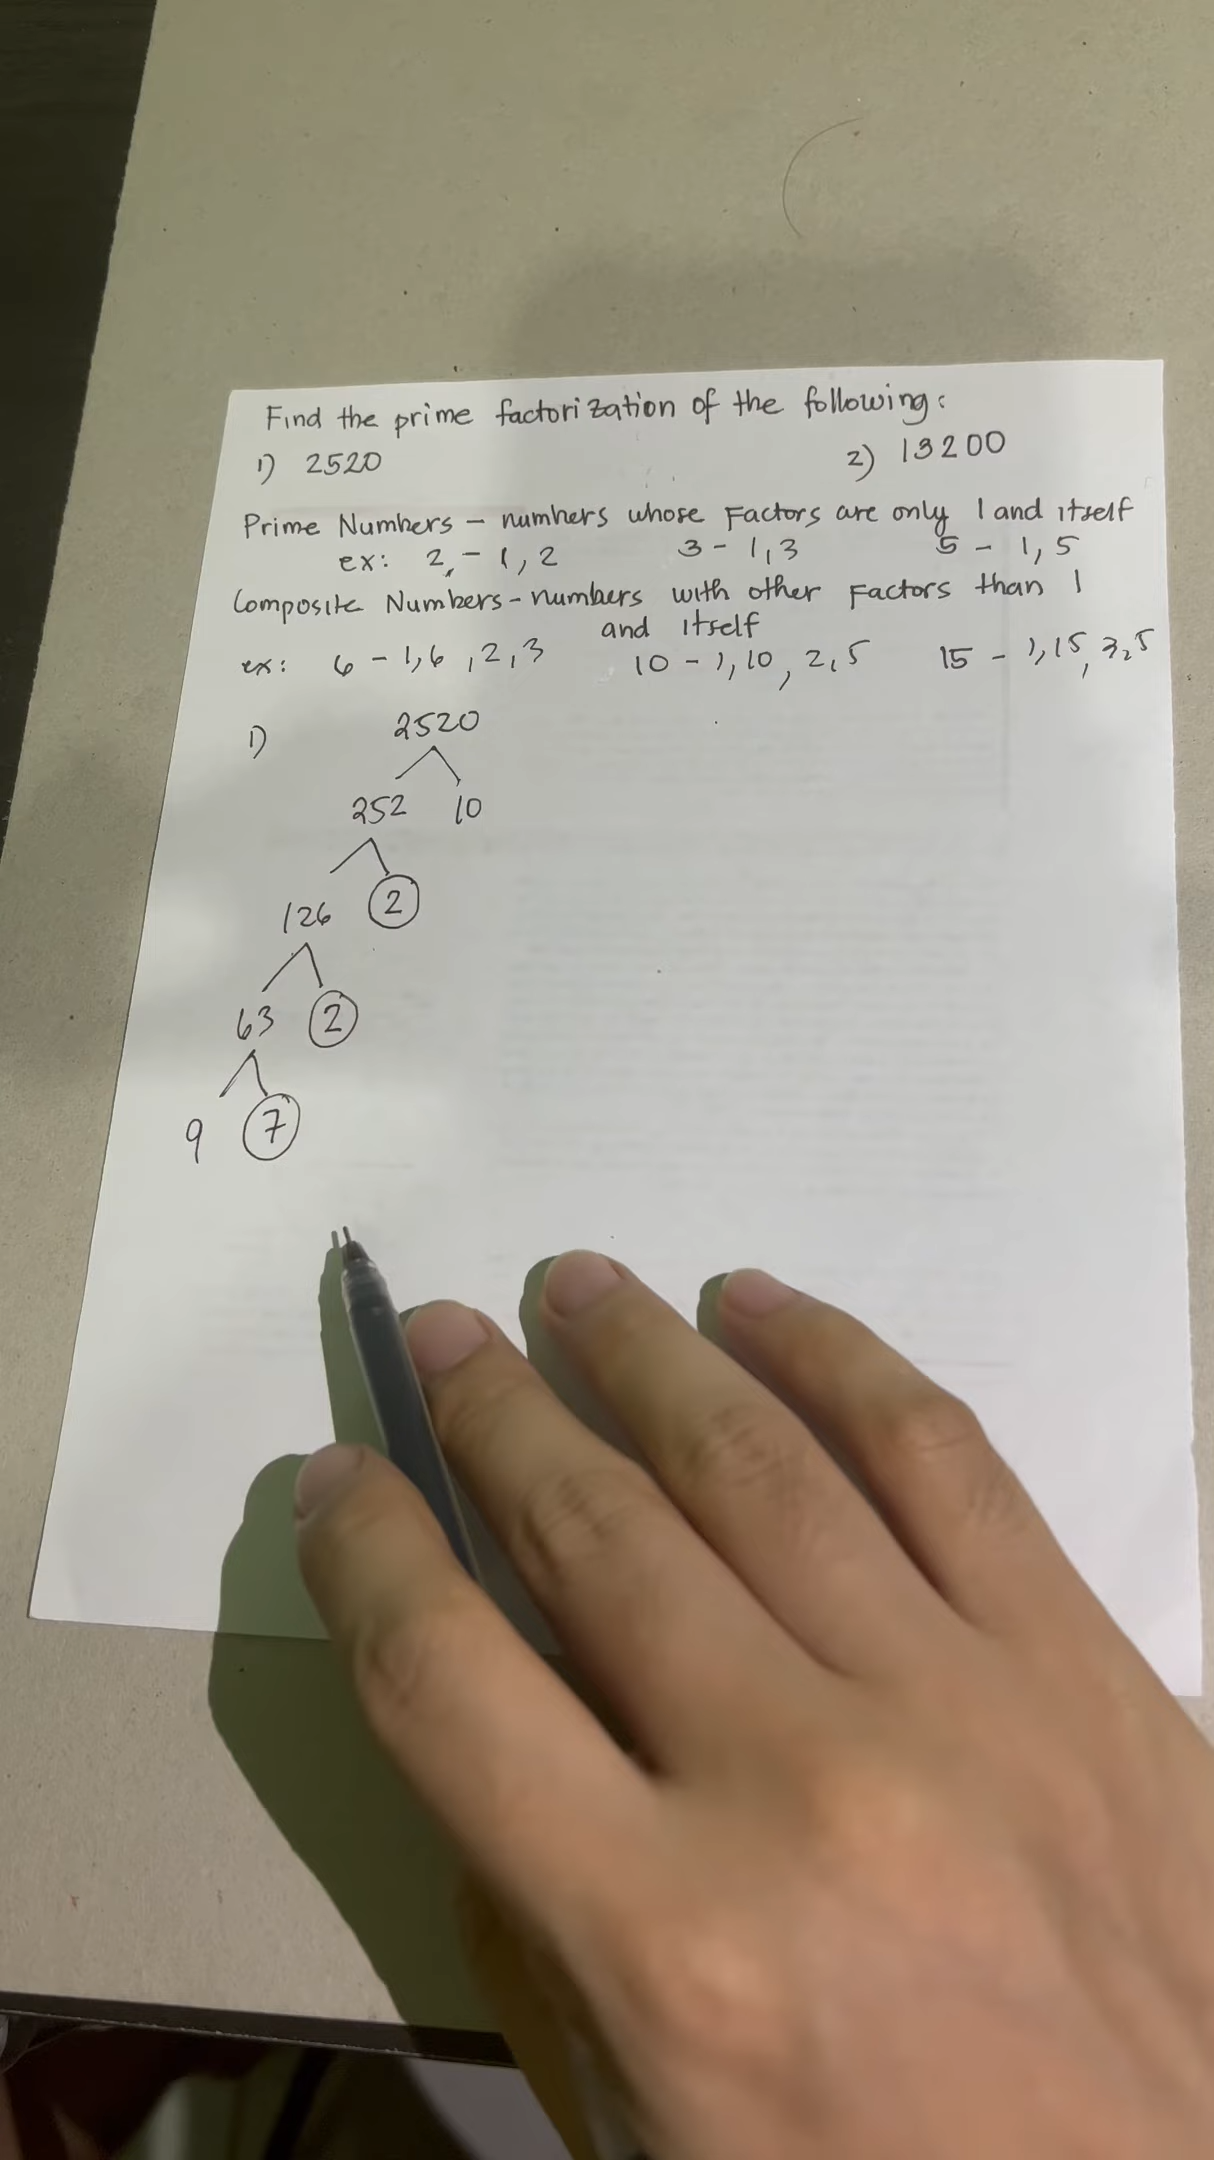 Find the prime factorization of the following:
1) 2520 2) 13200
Prime Numbers - numbers whose Factors are only 1 and itself
ex: 2 - 1, 2 3 - 1, 3 5 - 1, 5
Composite Numbers - numbers with other Factors than 1
and itself
ex: 6 - 1, 6, 2, 3 10 - 1, 10, 2, 5 15 - 1, 15, 3, 5
1) 2520
252 10
126 2
63 2
9 7